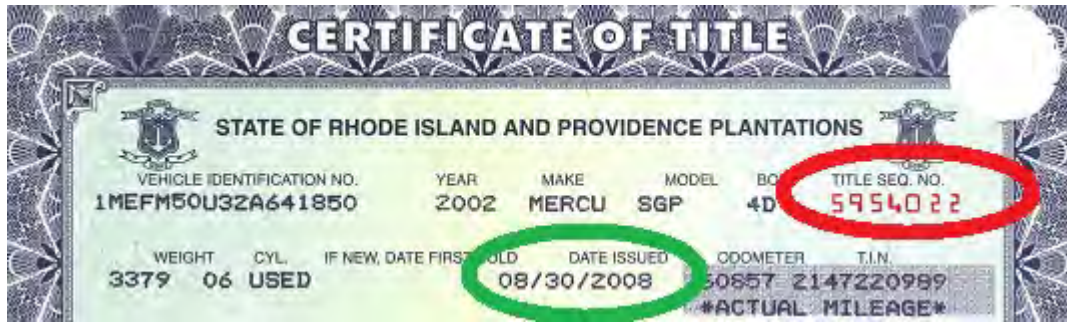 CERTIFICATE OF TITLE
STATE OF RHODE ISLAND AND PROVIDENCE PLANTATIONS
VEHICLE IDENTIFICATION NO. YEAR MAKE MODEL TITLE SEQ. NO.
1MEFM50U3ZA641850 2002 MERCU SGP 4D 5954022
WEIGHT CYL. IF NEW, DATE FIRST DATE ISSUED ODOMETER T.I.N.
3379 06 USED 08/30/2008 2147220989
*ACTUAL MILEAGE*